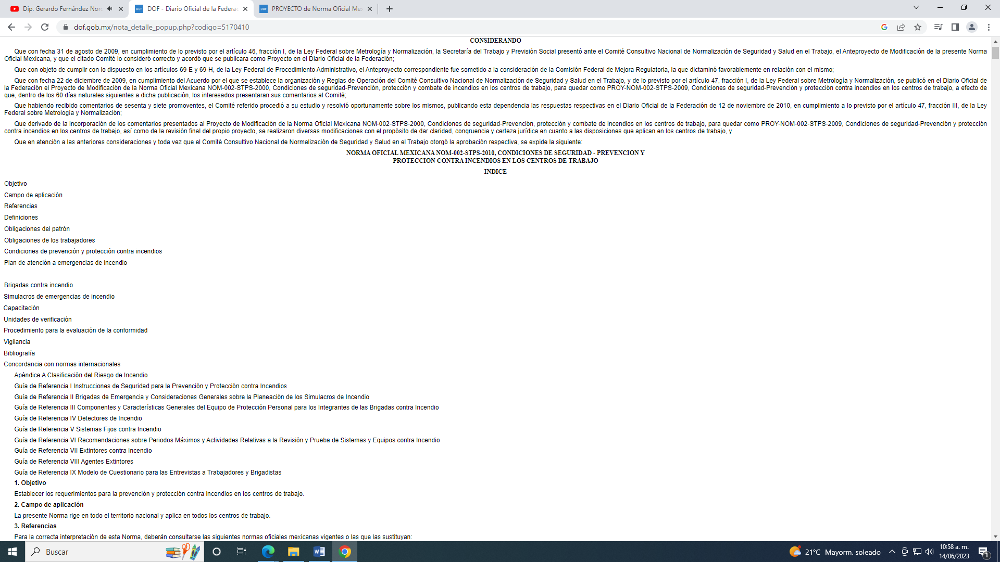 Dip. Gerardo Fernández Noro
DOF - Diario Oficial de la Federac
PROYECTO de Norma Oficial Mex
dof.gob.mx/nota_detalle_popup.php?codigo=5170410
CONSIDERANDO
Que con fecha 31 de agosto de 2009, en cumplimiento de lo previsto por el artículo 46, fracción I, de la Ley Federal sobre Metrología y Normalización, la Secretaría del Trabajo y Previsión Social presentó ante el Comité Consultivo Nacional de Normalización de Seguridad y Salud en el Trabajo, el Anteproyecto de Modificación de la presente Norma
Oficial Mexicana, y que el citado Comité lo consideró correcto y acordó que se publicara como Proyecto en el Diario Oficial de la Federación;
Que con objeto de cumplir con lo dispuesto en los artículos 69-E y 69-H, de la Ley Federal de Procedimiento Administrativo, el Anteproyecto correspondiente fue sometido a la consideración de la Comisión Federal de Mejora Regulatoria, la que dictaminó favorablemente en relación con el mismo;
Que con fecha 22 de diciembre de 2009, en cumplimiento del Acuerdo por el que se establece la organización y Reglas de Operación del Comité Consultivo Nacional de Normalización de Seguridad y Salud en el Trabajo, y de lo previsto por el artículo 47, fracción I, de la Ley Federal sobre Metrología y Normalización, se publicó en el Diario Oficial de
la Federación el Proyecto de Modificación de la Norma Oficial Mexicana NOM-002-STPS-2000, Condiciones de seguridad-Prevención, protección y combate de incendios en los centros de trabajo, para quedar como PROY-NOM-002-STPS-2009, Condiciones de seguridad-Prevención y protección contra incendios en los centros de trabajo, a efecto de
que, dentro de los 60 días naturales siguientes a dicha publicación, los interesados presentaran sus comentarios al Comité;
Que habiendo recibido comentarios de sesenta y siete promoventes, el Comité referido procedió a su estudio y resolvió oportunamente sobre los mismos, publicando esta dependencia las respuestas respectivas en el Diario Oficial de la Federación de 12 de noviembre de 2010, en cumplimiento a lo previsto por el artículo 47, fracción III, de la Ley
Federal sobre Metrología y Normalización;
Que derivado de la incorporación de los comentarios presentados al Proyecto de Modificación de la Norma Oficial Mexicana NOM-002-STPS-2000, Condiciones de seguridad-Prevención, protección y combate de incendios en los centros de trabajo, para quedar como PROY-NOM-002-STPS-2009, Condiciones de seguridad-Prevención y protección
contra incendios en los centros de trabajo, así como de la revisión final del propio proyecto, se realizaron diversas modificaciones con el propósito de dar claridad, congruencia y certeza jurídica en cuanto a las disposiciones que aplican en los centros de trabajo, y
Que en atención a las anteriores consideraciones y toda vez que el Comité Consultivo Nacional de Normalización de Seguridad y Salud en el Trabajo otorgó la aprobación respectiva, se expide la siguiente:
NORMA OFICIAL MEXICANA NOM-002-STPS-2010, CONDICIONES DE SEGURIDAD - PREVENCION Y
PROTECCION CONTRA INCENDIOS EN LOS CENTROS DE TRABAJO
INDICE
Objetivo
Campo de aplicación
Referencias
Definiciones
Obligaciones del patrón
Obligaciones de los trabajadores
Condiciones de prevención y protección contra incendios
Plan de atención a emergencias de incendio
Brigadas contra incendio
Simulacros de emergencias de incendio
Capacitación
Unidades de verificación
Procedimiento para la evaluación de la conformidad
Vigilancia
Bibliografía
Concordancia con normas internacionales
Apéndice A Clasificación del Riesgo de Incendio
Guía de Referencia I Instrucciones de Seguridad para la Prevención y Protección contra Incendios
Guía de Referencia II Brigadas de Emergencia y Consideraciones Generales sobre la Planeación de los Simulacros de Incendio
Guía de Referencia III Componentes y Características Generales del Equipo de Protección Personal para los Integrantes de las Brigadas contra Incendio
Guía de Referencia IV Detectores de Incendio
Guía de Referencia V Sistemas Fijos contra Incendio
Guía de Referencia VI Recomendaciones sobre Periodos Máximos y Actividades Relativas a la Revisión y Prueba de Sistemas y Equipos contra Incendio
Guía de Referencia VII Extintores contra Incendio
Guía de Referencia VIII Agentes Extintores
Guía de Referencia IX Modelo de Cuestionario para las Entrevistas a Trabajadores y Brigadistas
1. Objetivo
Establecer los requerimientos para la prevención y protección contra incendios en los centros de trabajo.
2. Campo de aplicación
La presente Norma rige en todo el territorio nacional y aplica en todos los centros de trabajo.
3. Referencias
Para la correcta interpretación de esta Norma, deberán consultarse las siguientes normas oficiales mexicanas vigentes o las que las sustituyan:
Buscar
21°C Mayorm. soleado
10:58 a. m.
14/06/2023
1